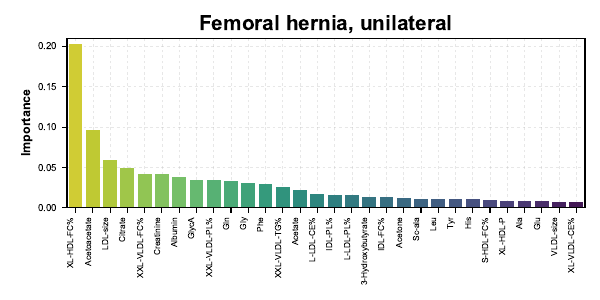 Femoral hernia, unilateral
Importance
0.20
0.15
0.10
0.05
0.00
XL-HDL-FC%
Acetoacetate
LDL-size
Citrate
XXL-VLDL-FC%
Creatinine
Albumin
GlycA
XXL-VLDL-PL%
Gln
Gly
Phe
XXL-VLDL-TG%
Acetate
L-LDL-CE%
IDL-PL%
L-LDL-PL%
3-Hydroxybutyrate
IDL-FC%
Acetone
Sc-ala
Leu
Tyr
His
S-HDL-FC%
XL-HDL-P
Ala
Glu
VLDL-size
XL-VLDL-CE%